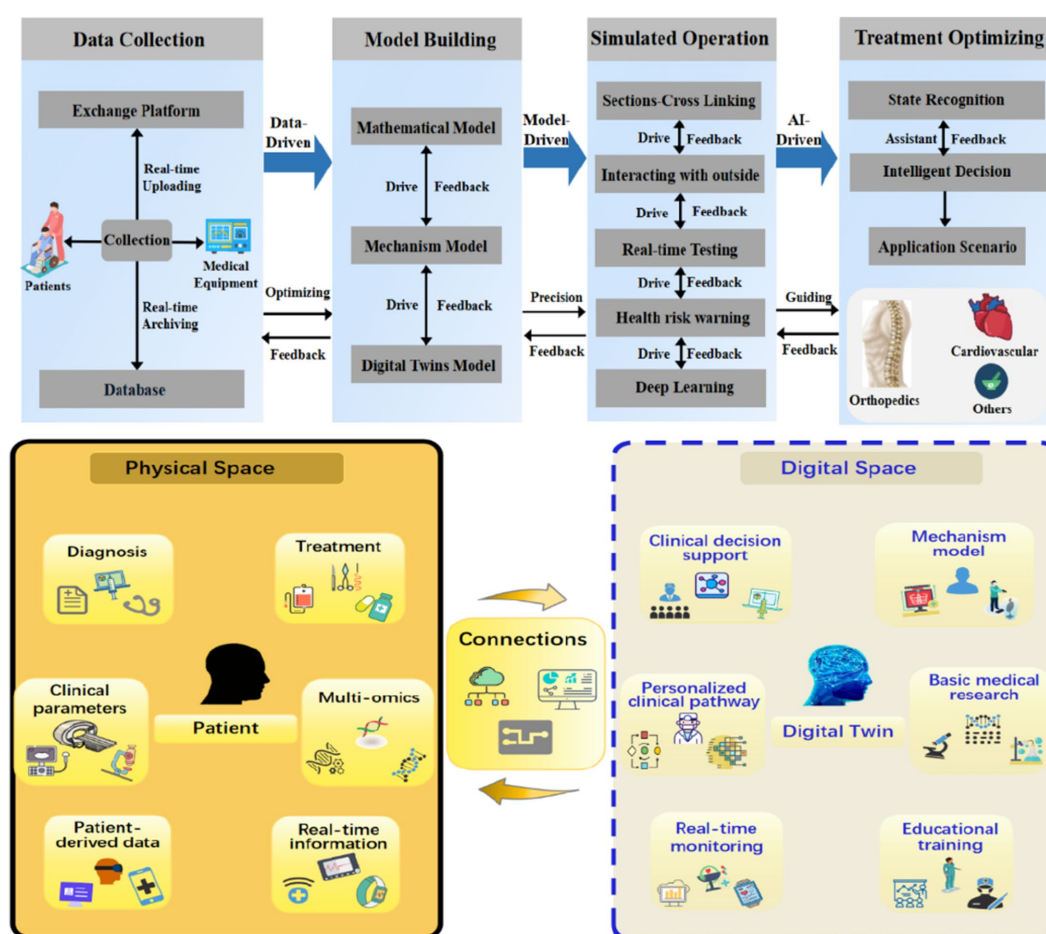 Data Collection
Exchange Platform
Real-time
Uploading
Collection
Patients
Medical
Equipment
Real-time
Archiving
Database
Data-
Driven
Optimizing
Feedback
Model Building
Mathematical Model
Drive
Feedback
Mechanism Model
Drive
Feedback
Digital Twins Model
Model-
Driven
Precision
Feedback
Simulated Operation
Sections-Cross Linking
Drive
Feedback
Interacting with outside
Drive
Feedback
Real-time Testing
Drive
Feedback
Health risk warning
Drive
Feedback
Deep Learning
AI-
Driven
Guiding
Feedback
Treatment Optimizing
State Recognition
Assistant
Feedback
Intelligent Decision
Application Scenario
Orthopedics
Cardiovascular
Others
Physical Space
Diagnosis
Treatment
Clinical
parameters
Patient
Multi-omics
Patient-
derived data
Real-time
information
Connections
Digital Space
Clinical decision
support
Mechanism
model
Personalized
clinical pathway
Digital Twin
Basic medical
research
Real-time
monitoring
Educational
training